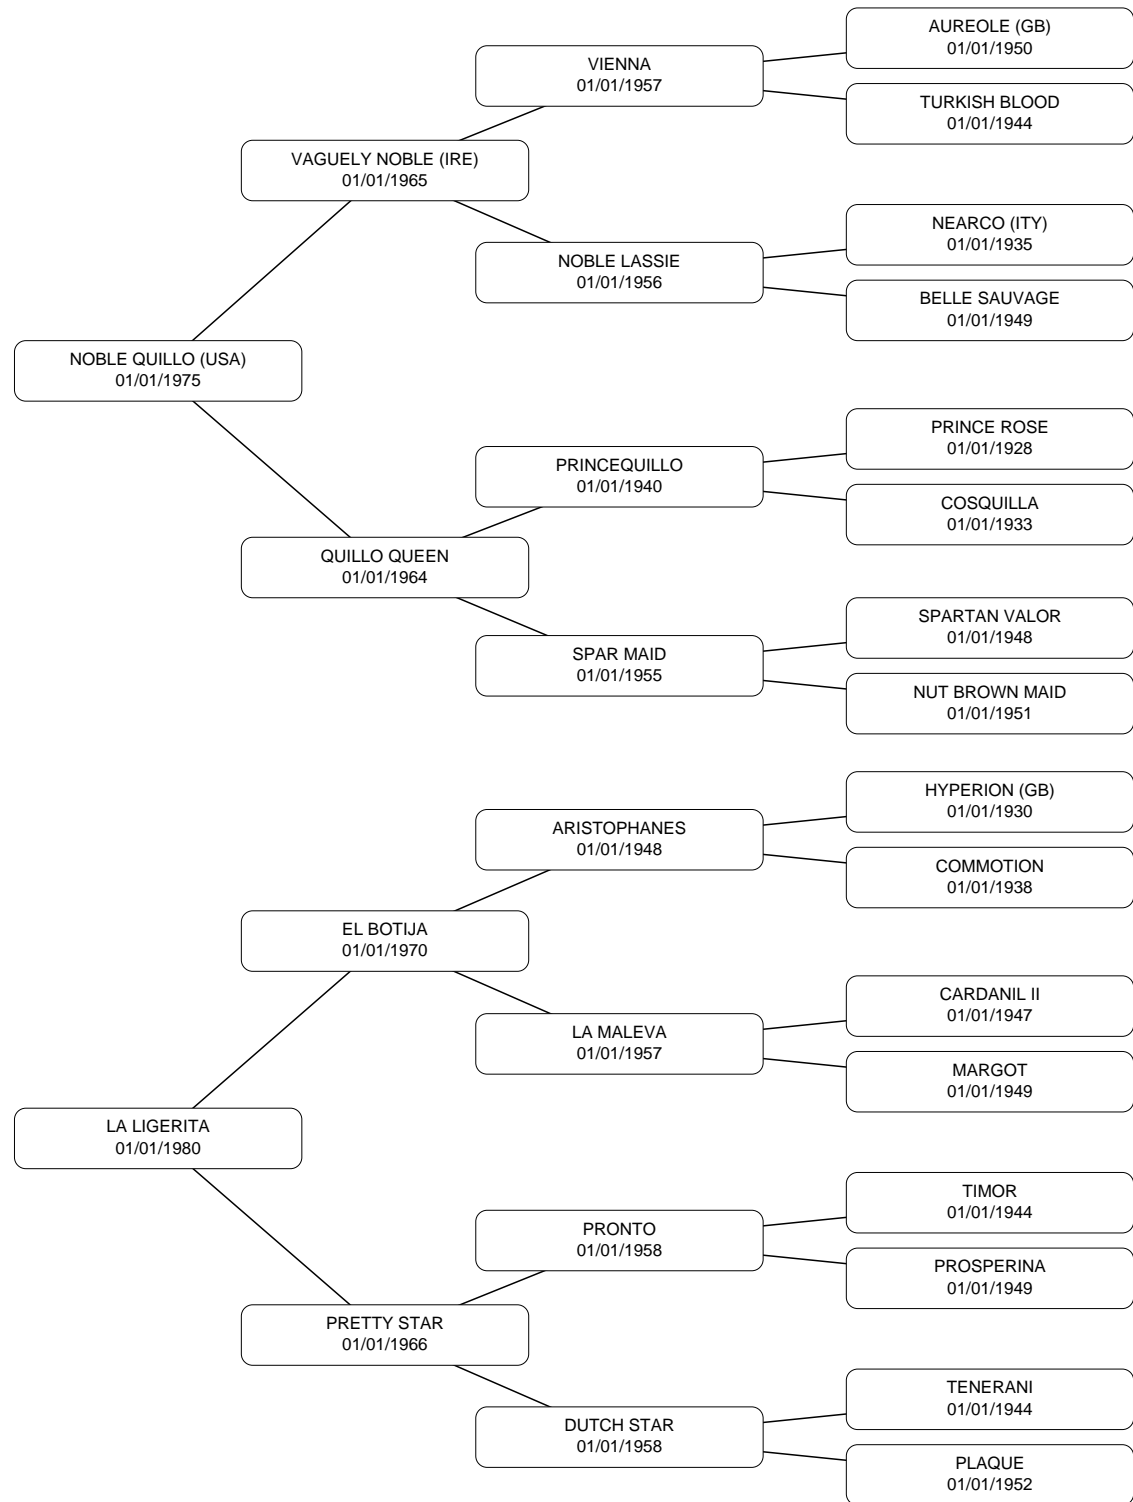 AUREOLE (GB)
01/01/1950
VIENNA
01/01/1957
TURKISH BLOOD
01/01/1944
VAGUELY NOBLE (IRE)
01/01/1965
NEARCO (ITY)
01/01/1935
NOBLE LASSIE
01/01/1956
BELLE SAUVAGE
01/01/1949
NOBLE QUILLO (USA)
01/01/1975
PRINCE ROSE
01/01/1928
PRINCEQUILLO
01/01/1940
COSQUILLA
01/01/1933
QUILLO QUEEN
01/01/1964
SPARTAN VALOR
01/01/1948
SPAR MAID
01/01/1955
NUT BROWN MAID
01/01/1951
HYPERION (GB)
01/01/1930
ARISTOPHANES
01/01/1948
COMMOTION
01/01/1938
EL BOTIJA
01/01/1970
CARDANIL II
01/01/1947
LA MALEVA
01/01/1957
MARGOT
01/01/1949
LA LIGERITA
01/01/1980
TIMOR
01/01/1944
PRONTO
01/01/1958
PROSPERINA
01/01/1949
PRETTY STAR
01/01/1966
TENERANI
01/01/1944
DUTCH STAR
01/01/1958
PLAQUE
01/01/1952